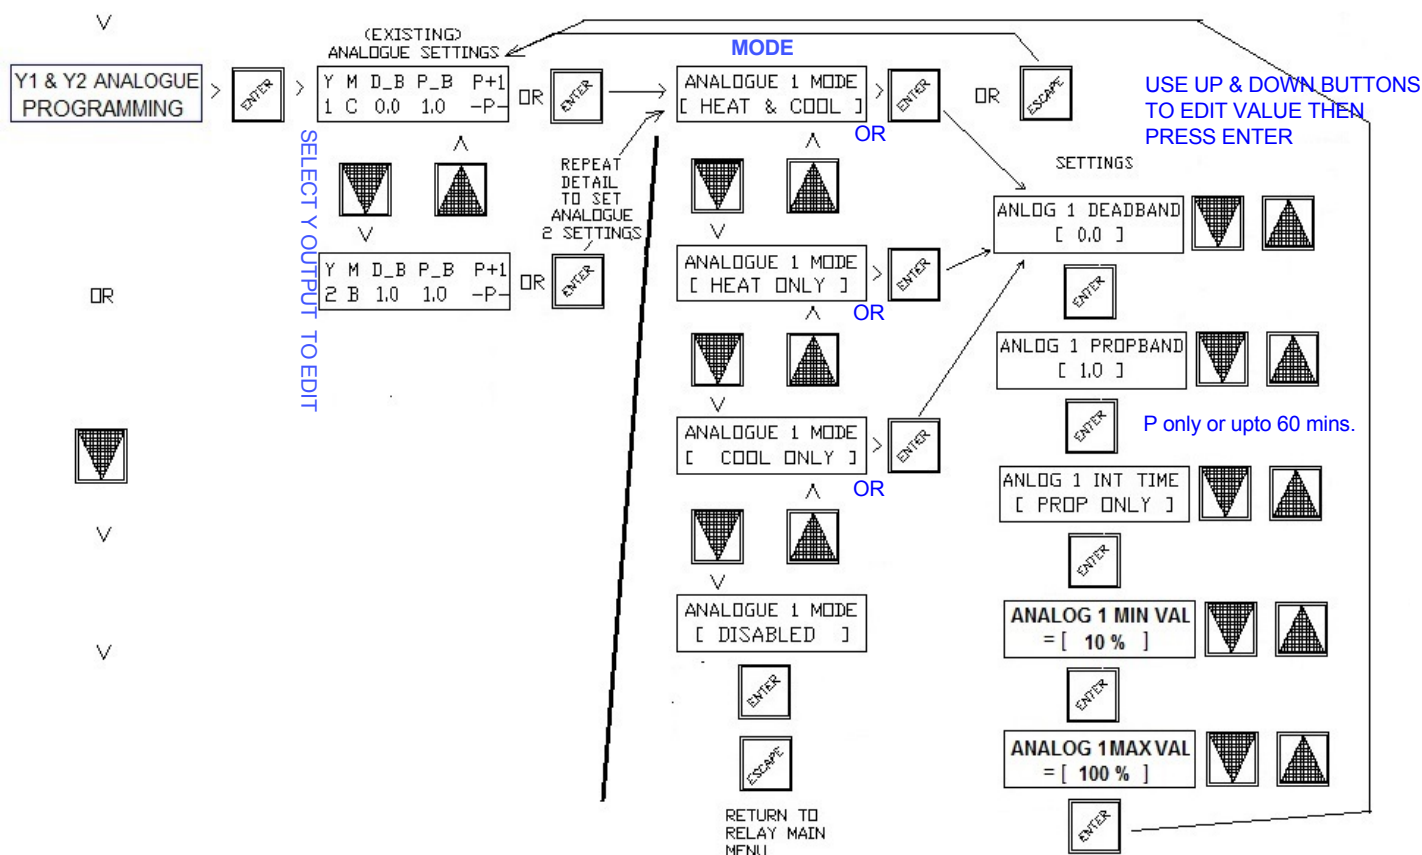 (EXISTING)
ANALOGUE SETTINGS
MODE
Y1 & Y2 ANALOGUE
PROGRAMMING
ENTER
Y M D_B P_B P+1
1 C 0.0 1.0 -P-
OR
ENTER
ANALOGUE 1 MODE
[ HEAT & COOL ]
ENTER
OR
OR
ESCAPE
USE UP & DOWN BUTTONS
TO EDIT VALUE THEN
PRESS ENTER
SELECT Y OUTPUT TO EDIT
REPEAT
DETAIL
TO SET
ANALOGUE
2 SETTINGS
SETTINGS
ANLOG 1 DEADBAND
[ 0.0 ]
Y M D_B P_B P+1
2 B 1.0 1.0 -P-
OR
ENTER
ANALOGUE 1 MODE
[ HEAT ONLY ]
ENTER
OR
ENTER
OR
ANLOG 1 PROPBAND
[ 1.0 ]
ENTER
P only or upto 60 mins.
ANALOGUE 1 MODE
[ COOL ONLY ]
ENTER
OR
ANLOG 1 INT TIME
[ PROP ONLY ]
ENTER
ANALOGUE 1 MODE
[ DISABLED ]
ANALOG 1 MIN VAL
= [ 10 % ]
ENTER
ENTER
ESCAPE
ANALOG 1MAX VAL
= [ 100 % ]
ENTER
RETURN TO
RELAY MAIN
MENU